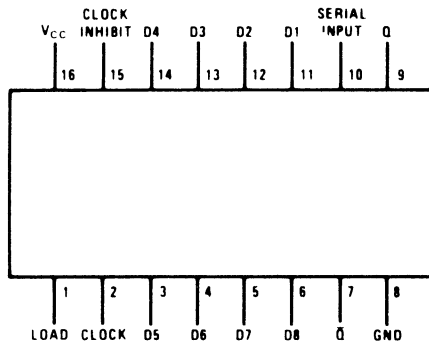 CLOCK SERIAL
VCC INHIBIT D4 D3 D2 D1 INPUT Q
16 15 14 13 12 11 10 9
1 2 3 4 5 6 7 8
LOAD CLOCK D5 D6 D7 D8 Q̄ GND